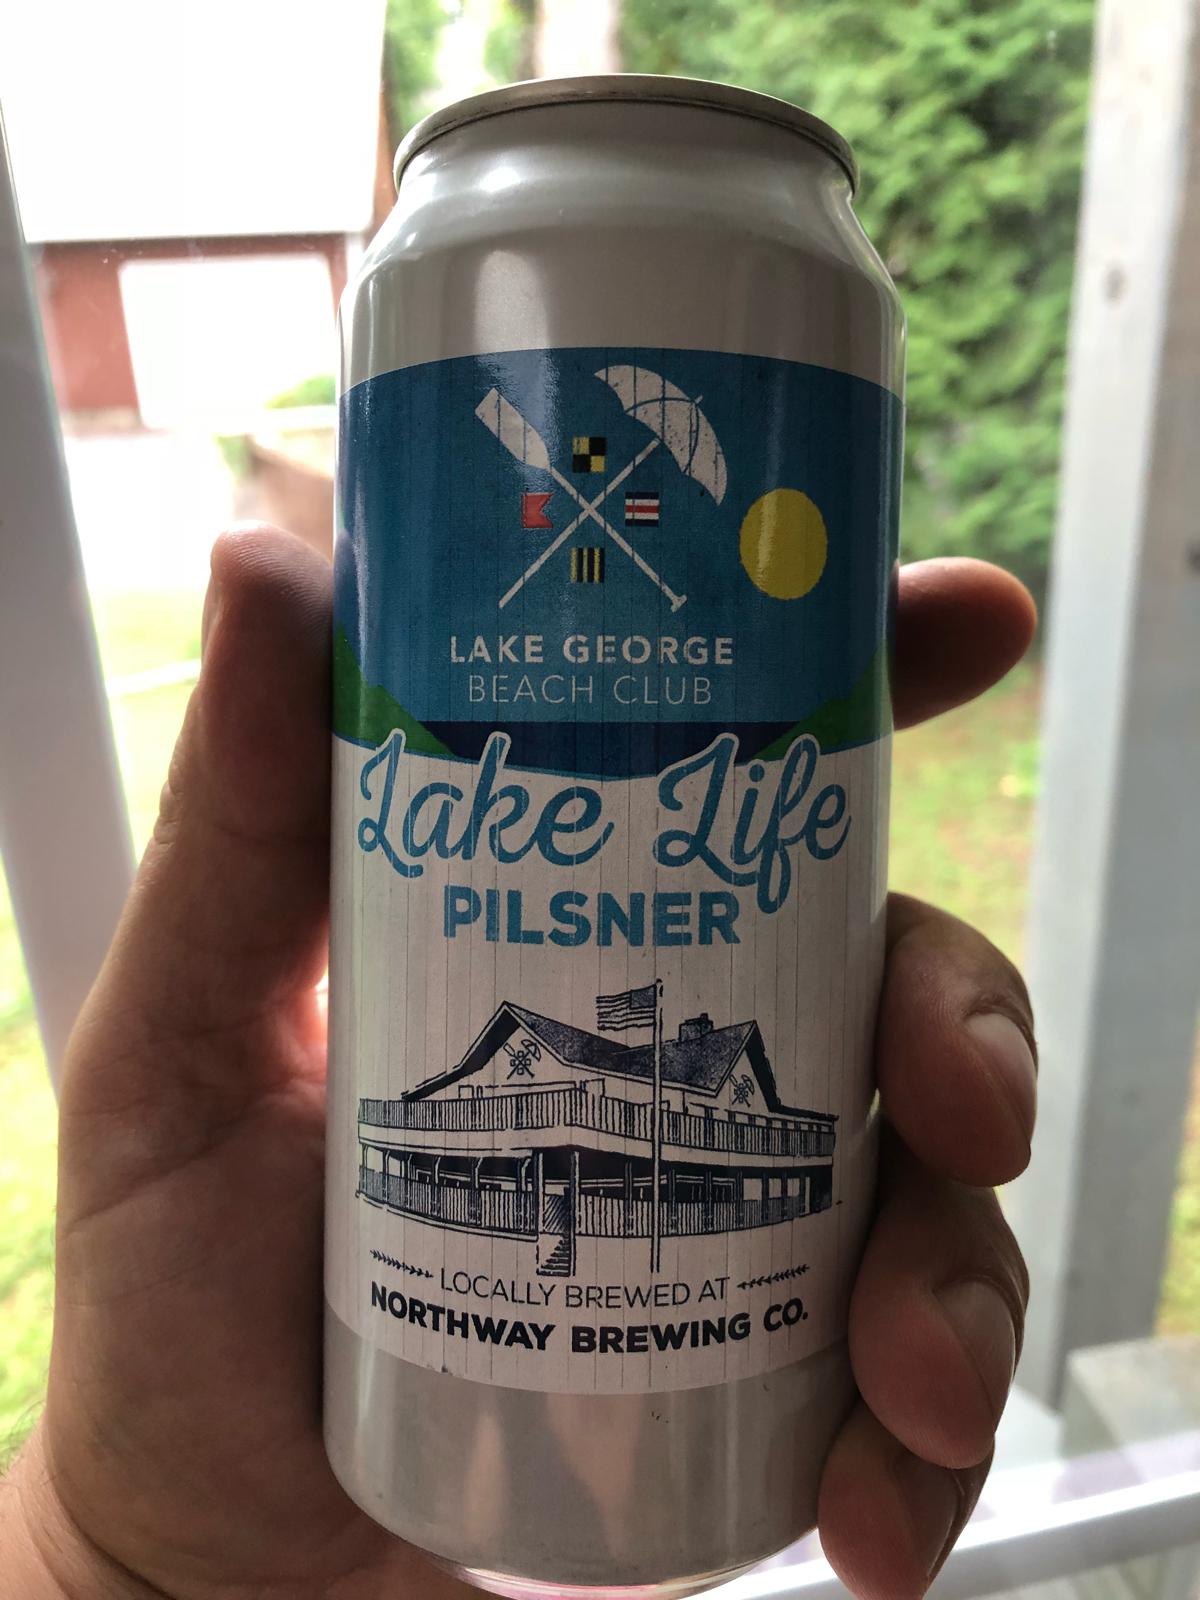 LAKE GEORGE
BEACH CLUB
Lake Life
PILSNER
LOCALLY BREWED AT
NORTHWAY BREWING CO.